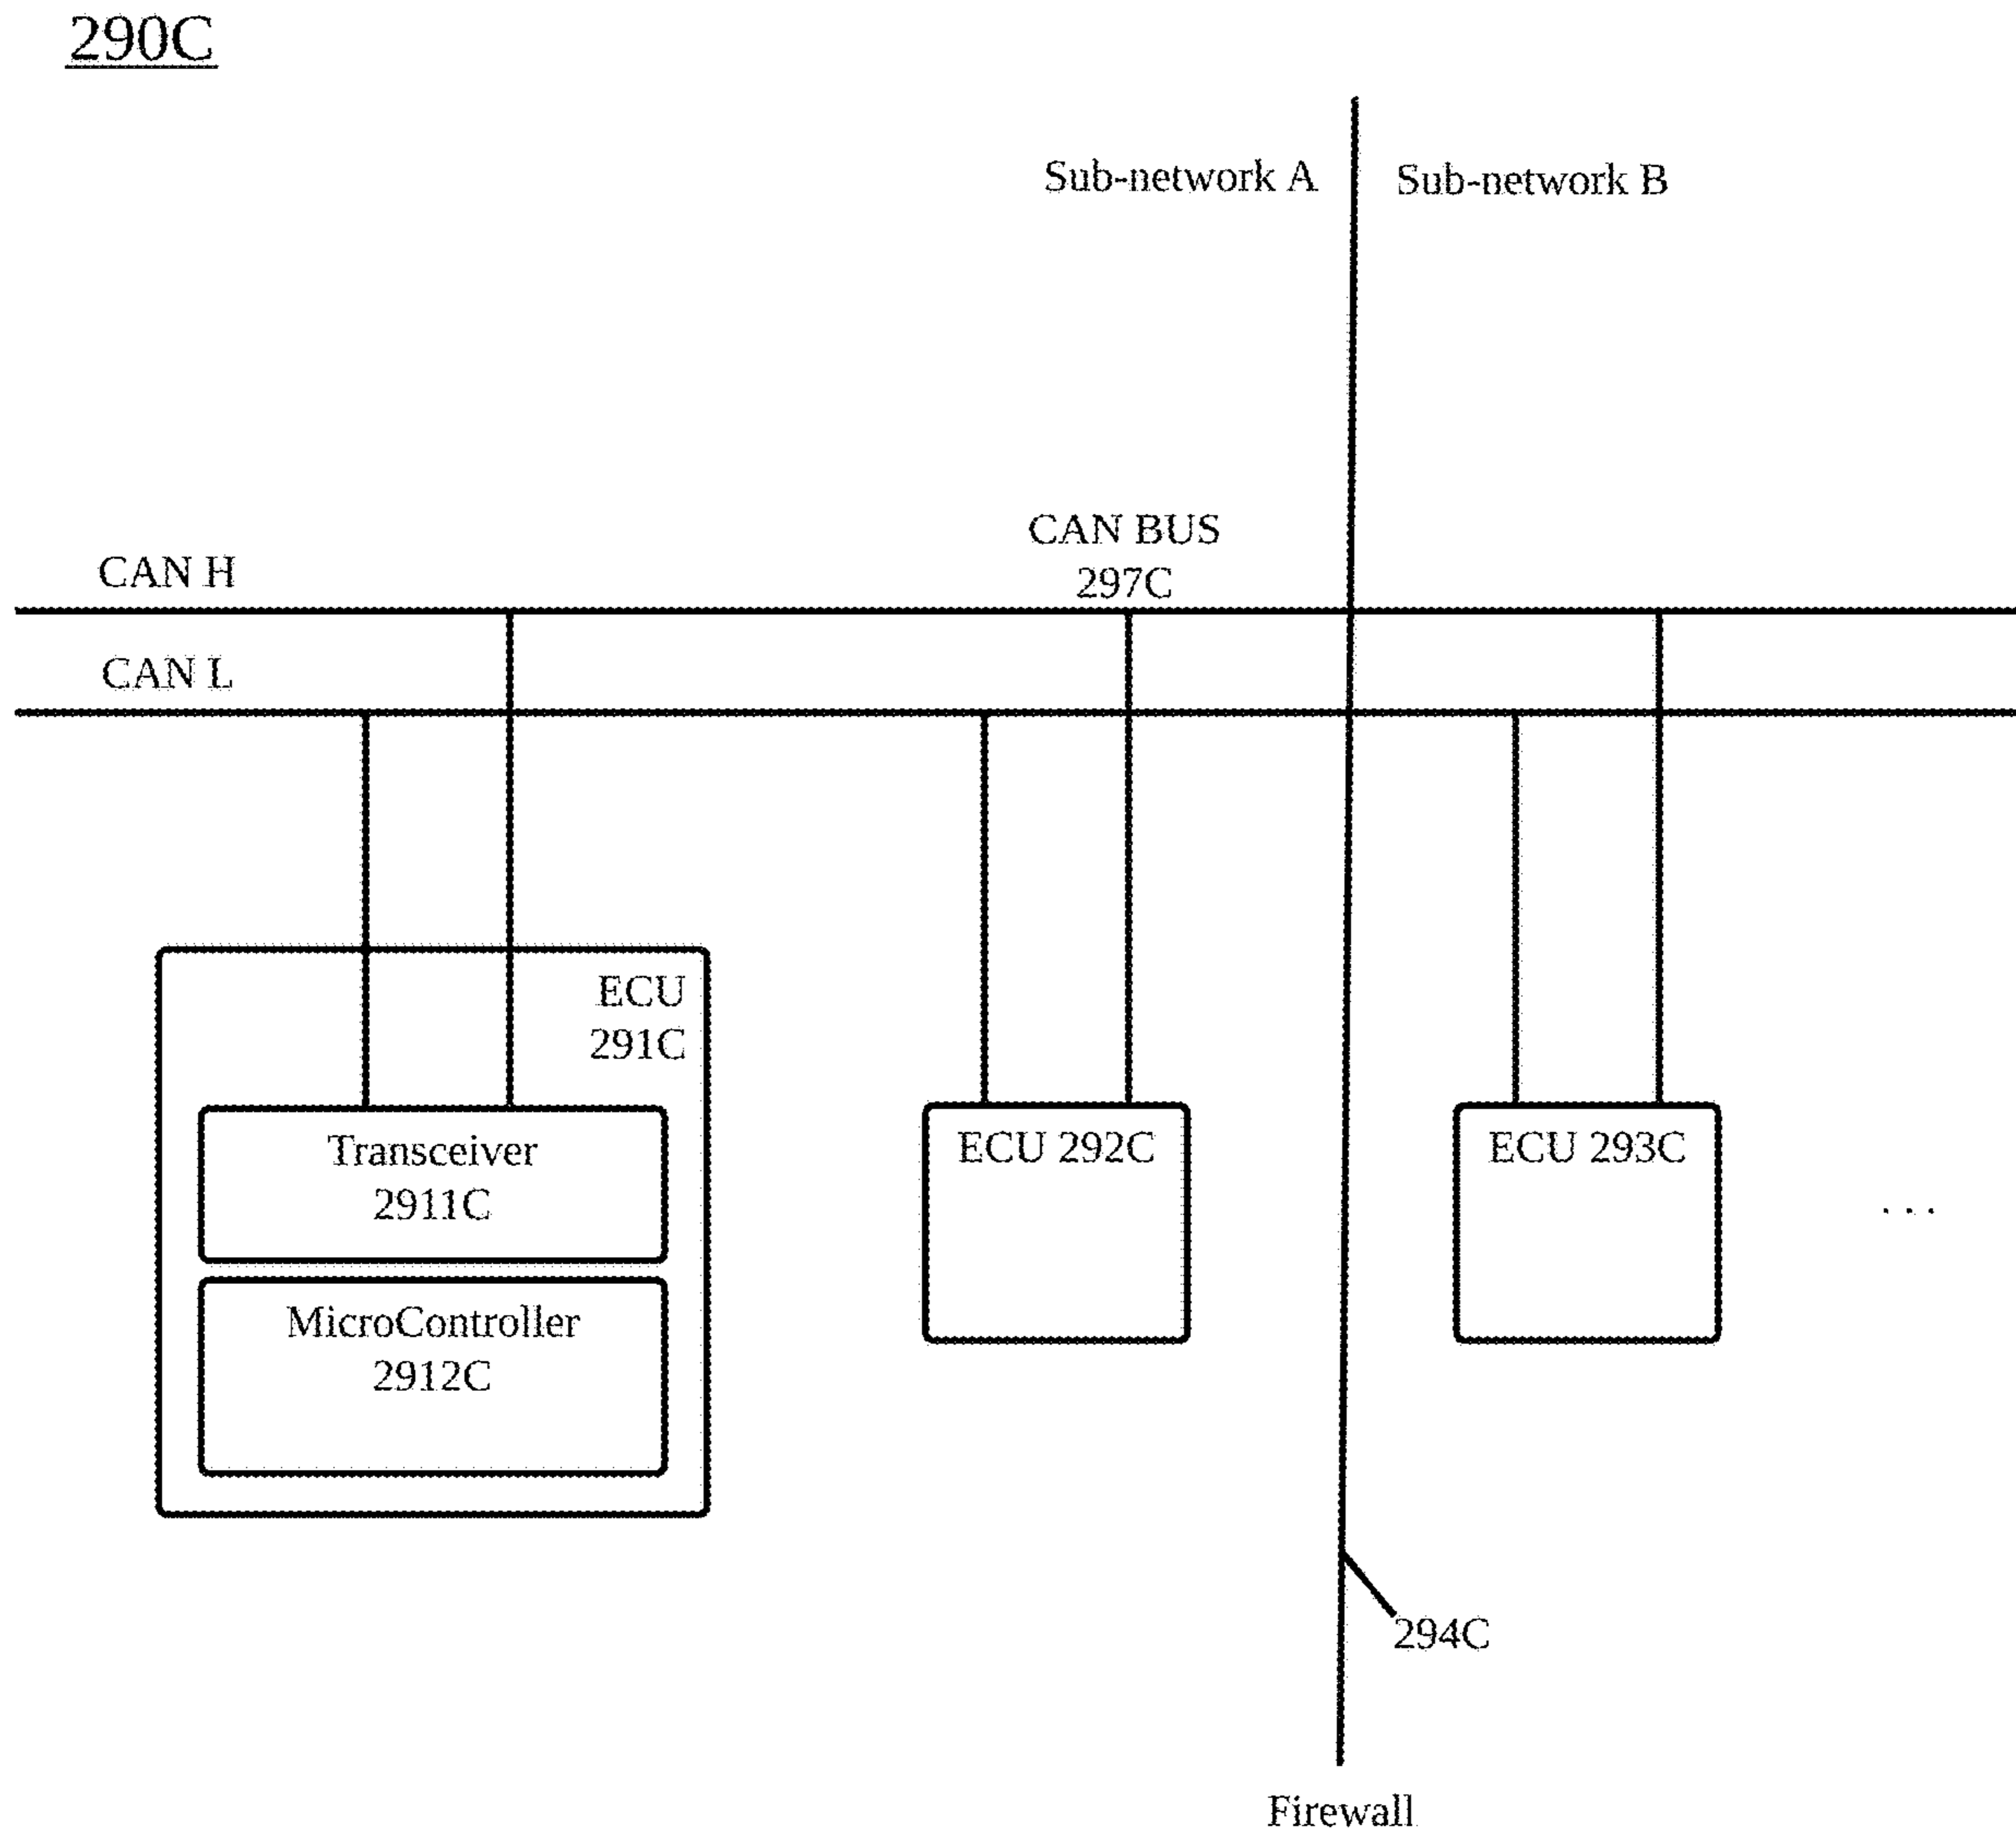 290C
Sub-network A
Sub-network B
CAN BUS
297C
CAN H
CAN L
ECU
291C
Transceiver
2911C
MicroController
2912C
ECU 292C
ECU 293C
. . .
294C
Firewall